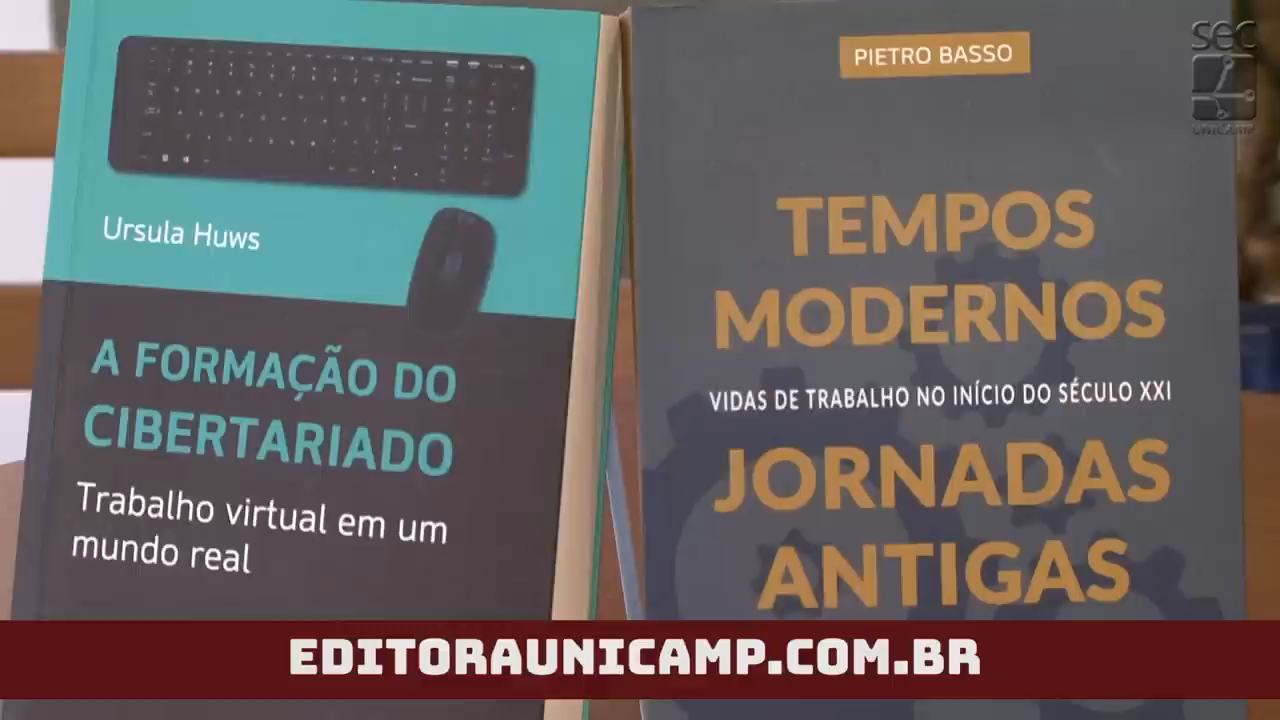 Ursula Huws
A FORMAÇÃO DO
CIBERTARIADO
Trabalho virtual em um
mundo real
PIETRO BASSO
TEMPOS
MODERNOS
VIDAS DE TRABALHO NO INÍCIO DO SÉCULO XXI
JORNADAS
ANTIGAS
sec
UNICAMP
EDITORAUNICAMP.COM.BR